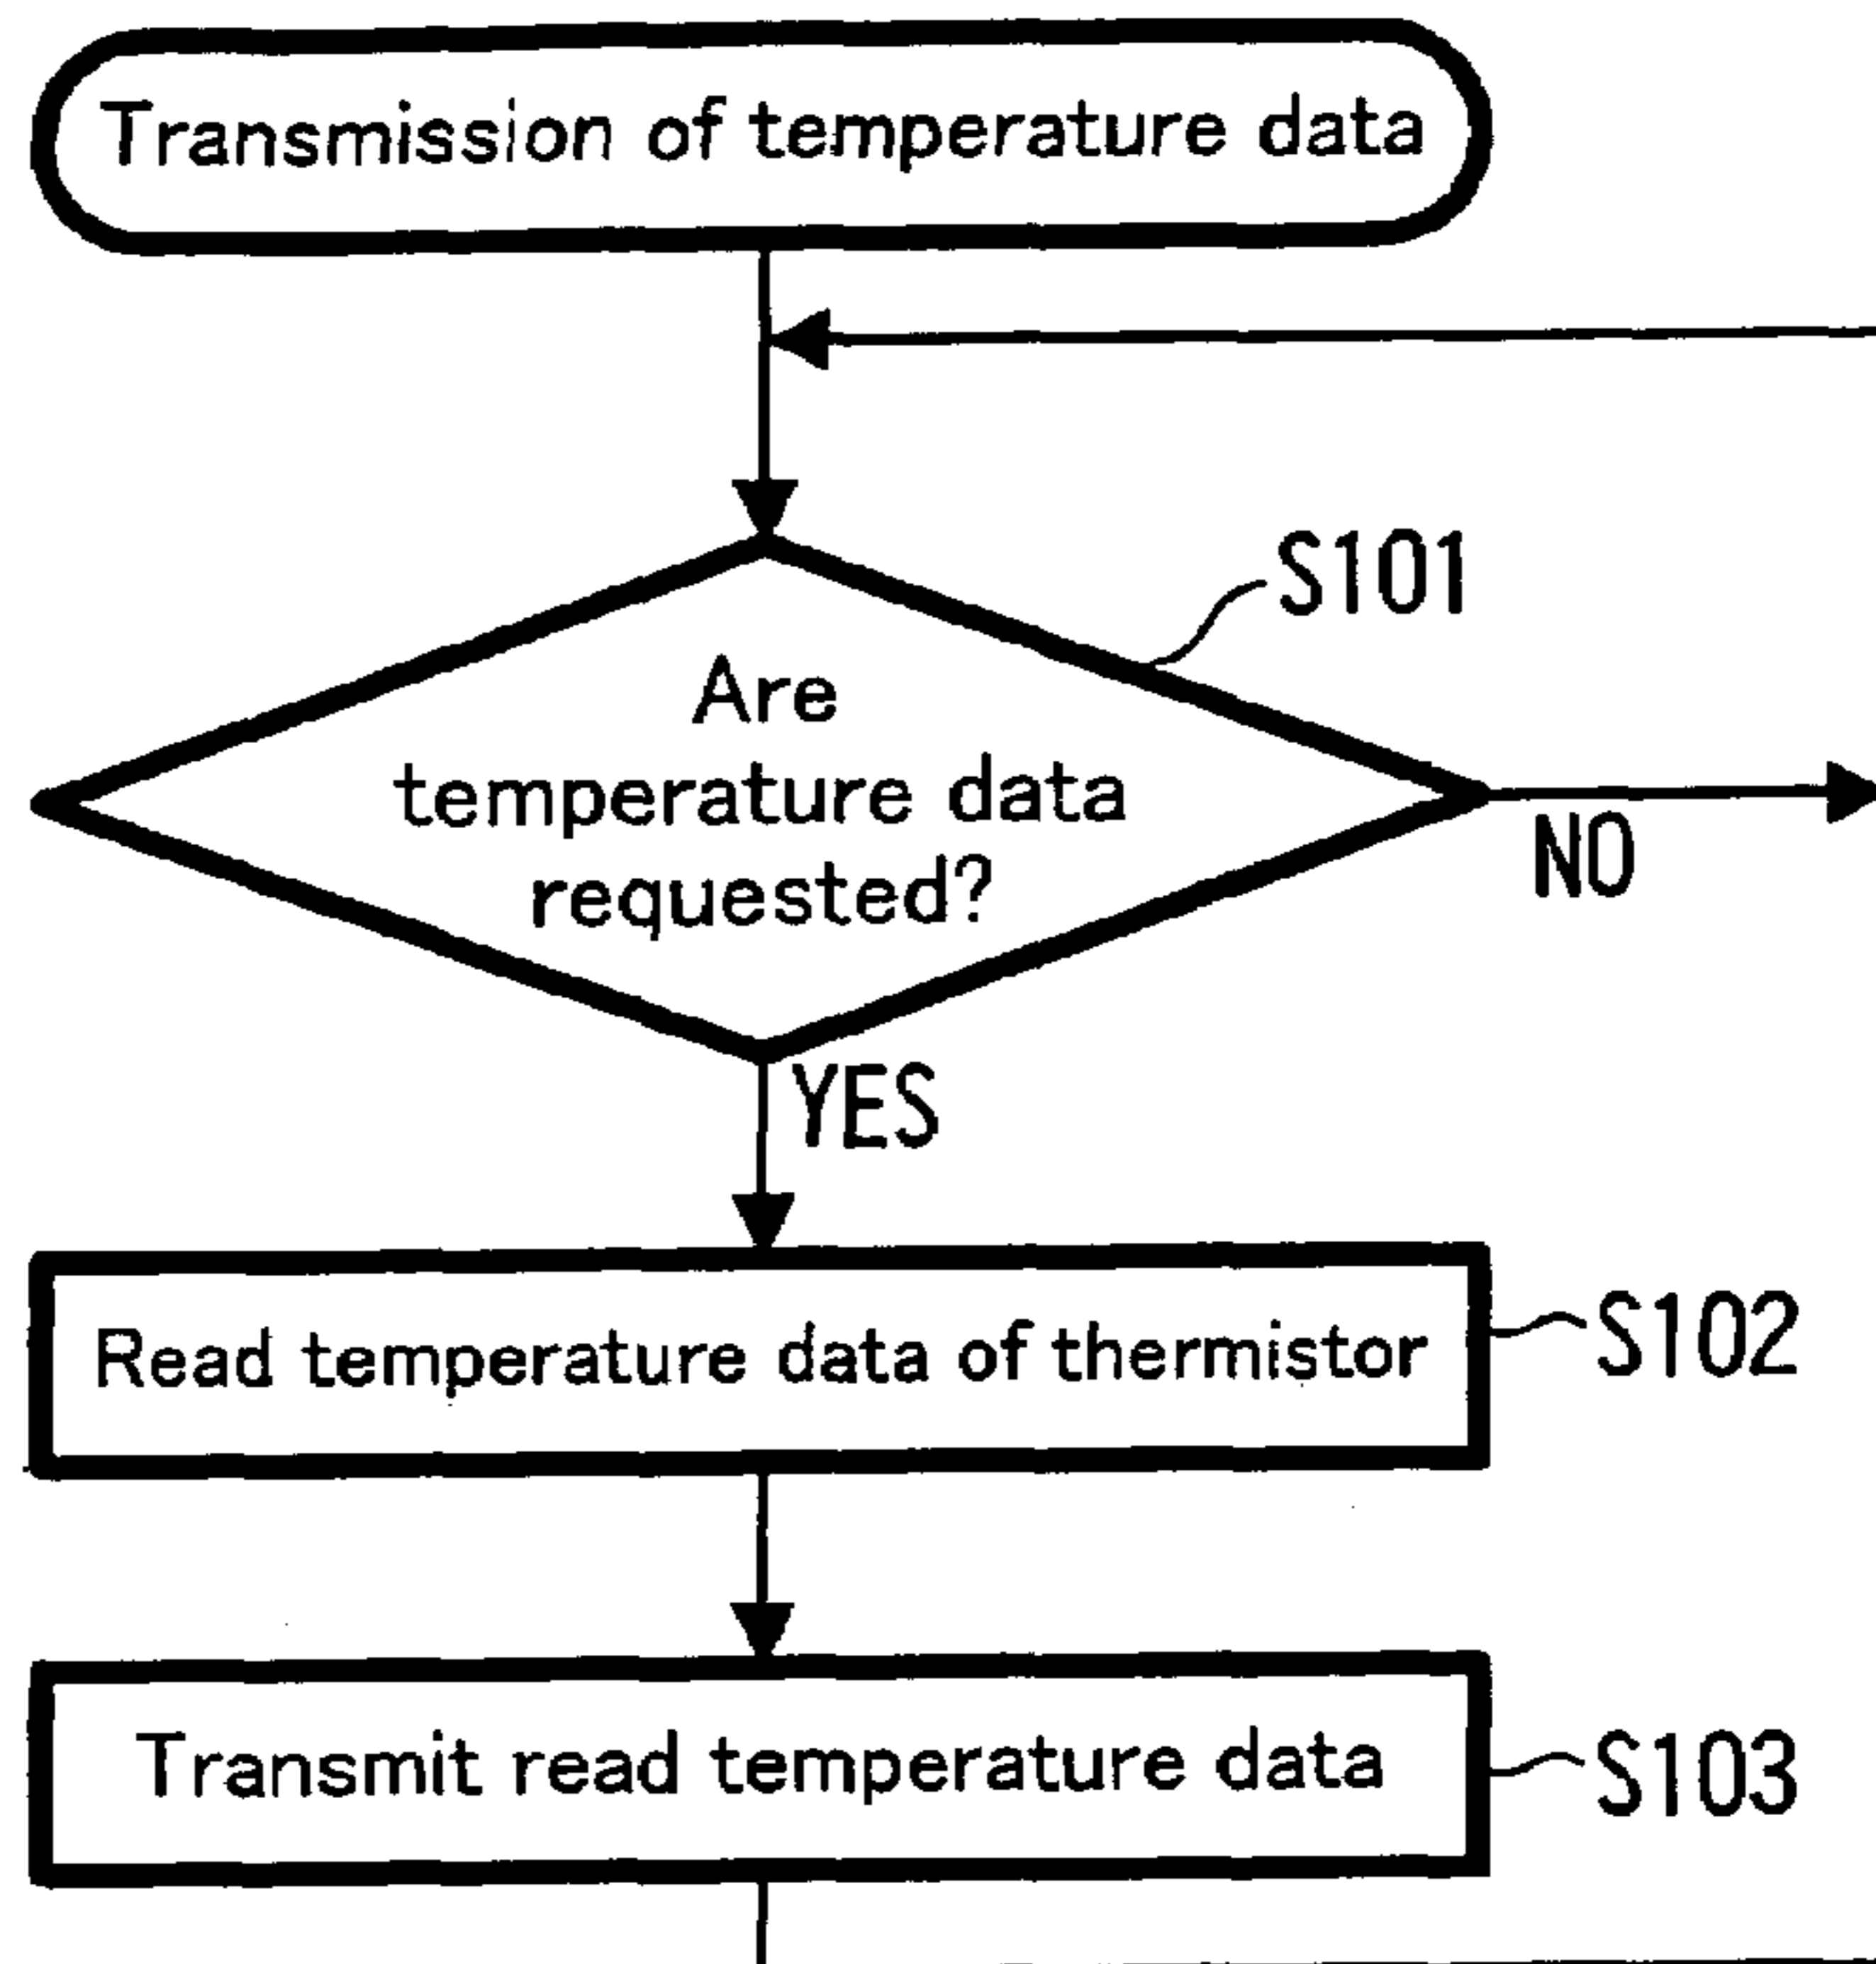 Transmission of temperature data
S101
Are
temperature data
requested?
NO
YES
Read temperature data of thermistor
S102
Transmit read temperature data
S103